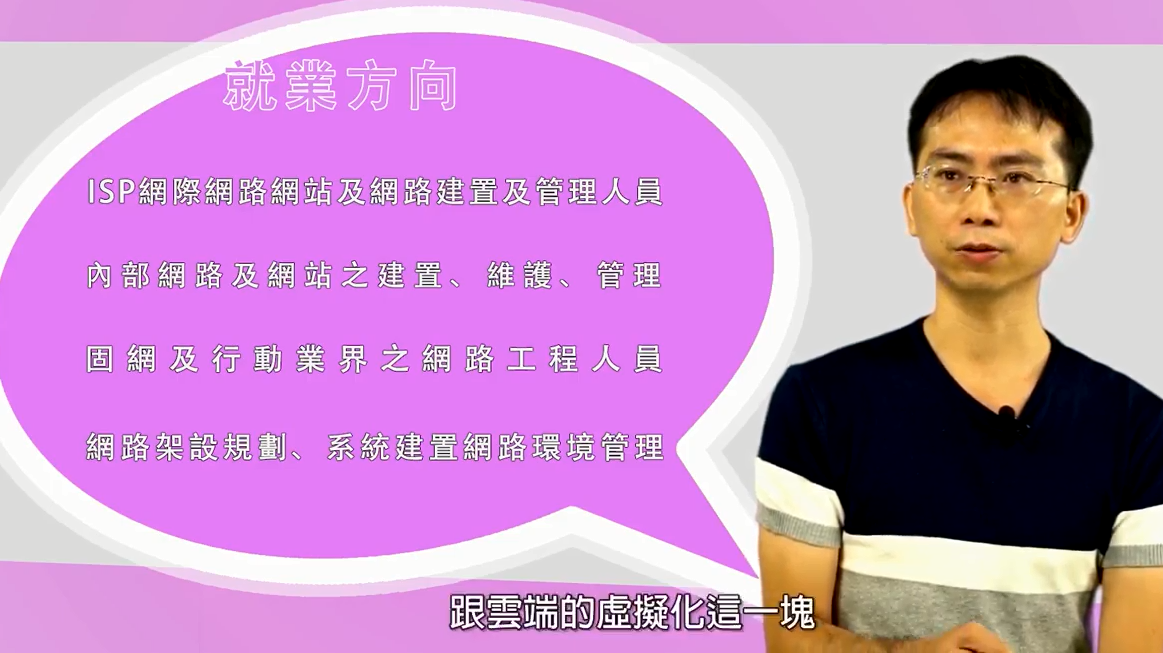 就業方向
ISP網際網路網站及網路建置及管理人員
內部網路及網站之建置、維護、管理
固網及行動業界之網路工程人員
網路架設規劃、系統建置網路環境管理
跟雲端的虛擬化這一塊